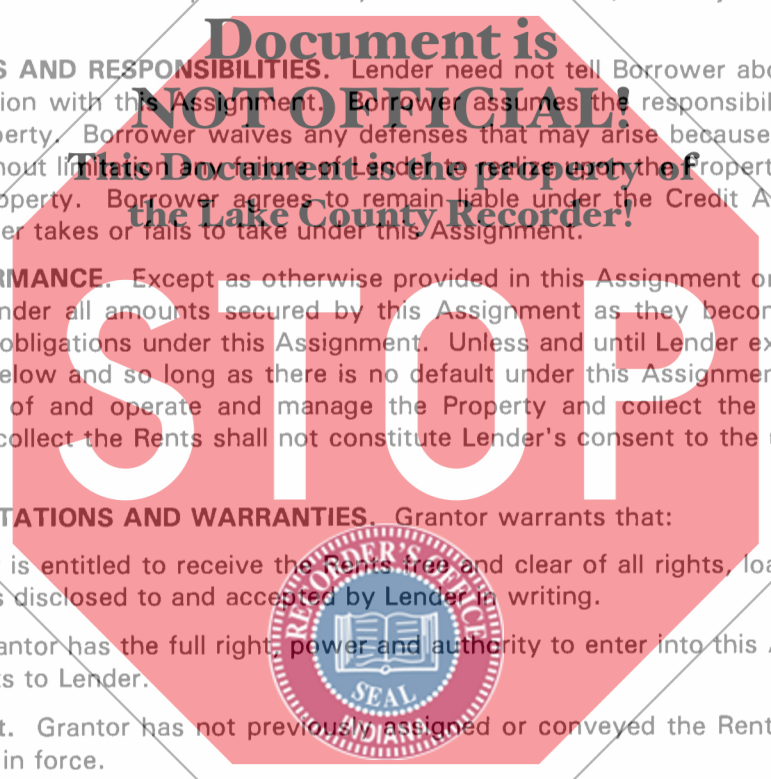 Document is
S AND RESPONSIBILITIES. Lender need not tell Borrower abo
NOT OFFICIAL!
tion with this Assignment. Borrower assumes the responsibil
perty. Borrower waives any defenses that may arise because
This Document is the property of
hout limitation any failure of Lender to realize upon the Propert
the Lake County Recorder!
operty. Borrower agrees to remain liable under the Credit A
er takes or fails to take under this Assignment.
RMANCE. Except as otherwise provided in this Assignment or
nder all amounts secured by this Assignment as they becom
obligations under this Assignment. Unless and until Lender ex
elow and so long as there is no default under this Assignmen
of and operate and manage the Property and collect the
collect the Rents shall not constitute Lender's consent to the
STOP
TATIONS AND WARRANTIES. Grantor warrants that:
is entitled to receive the Rents free and clear of all rights, loa
s disclosed to and accepted by Lender in writing.
antor has the full right, power and authority to enter into this
ts to Lender.
t. Grantor has not previously assigned or conveyed the Rent
in force.
RECORDER'S OFFICE
SEAL
INDIANA